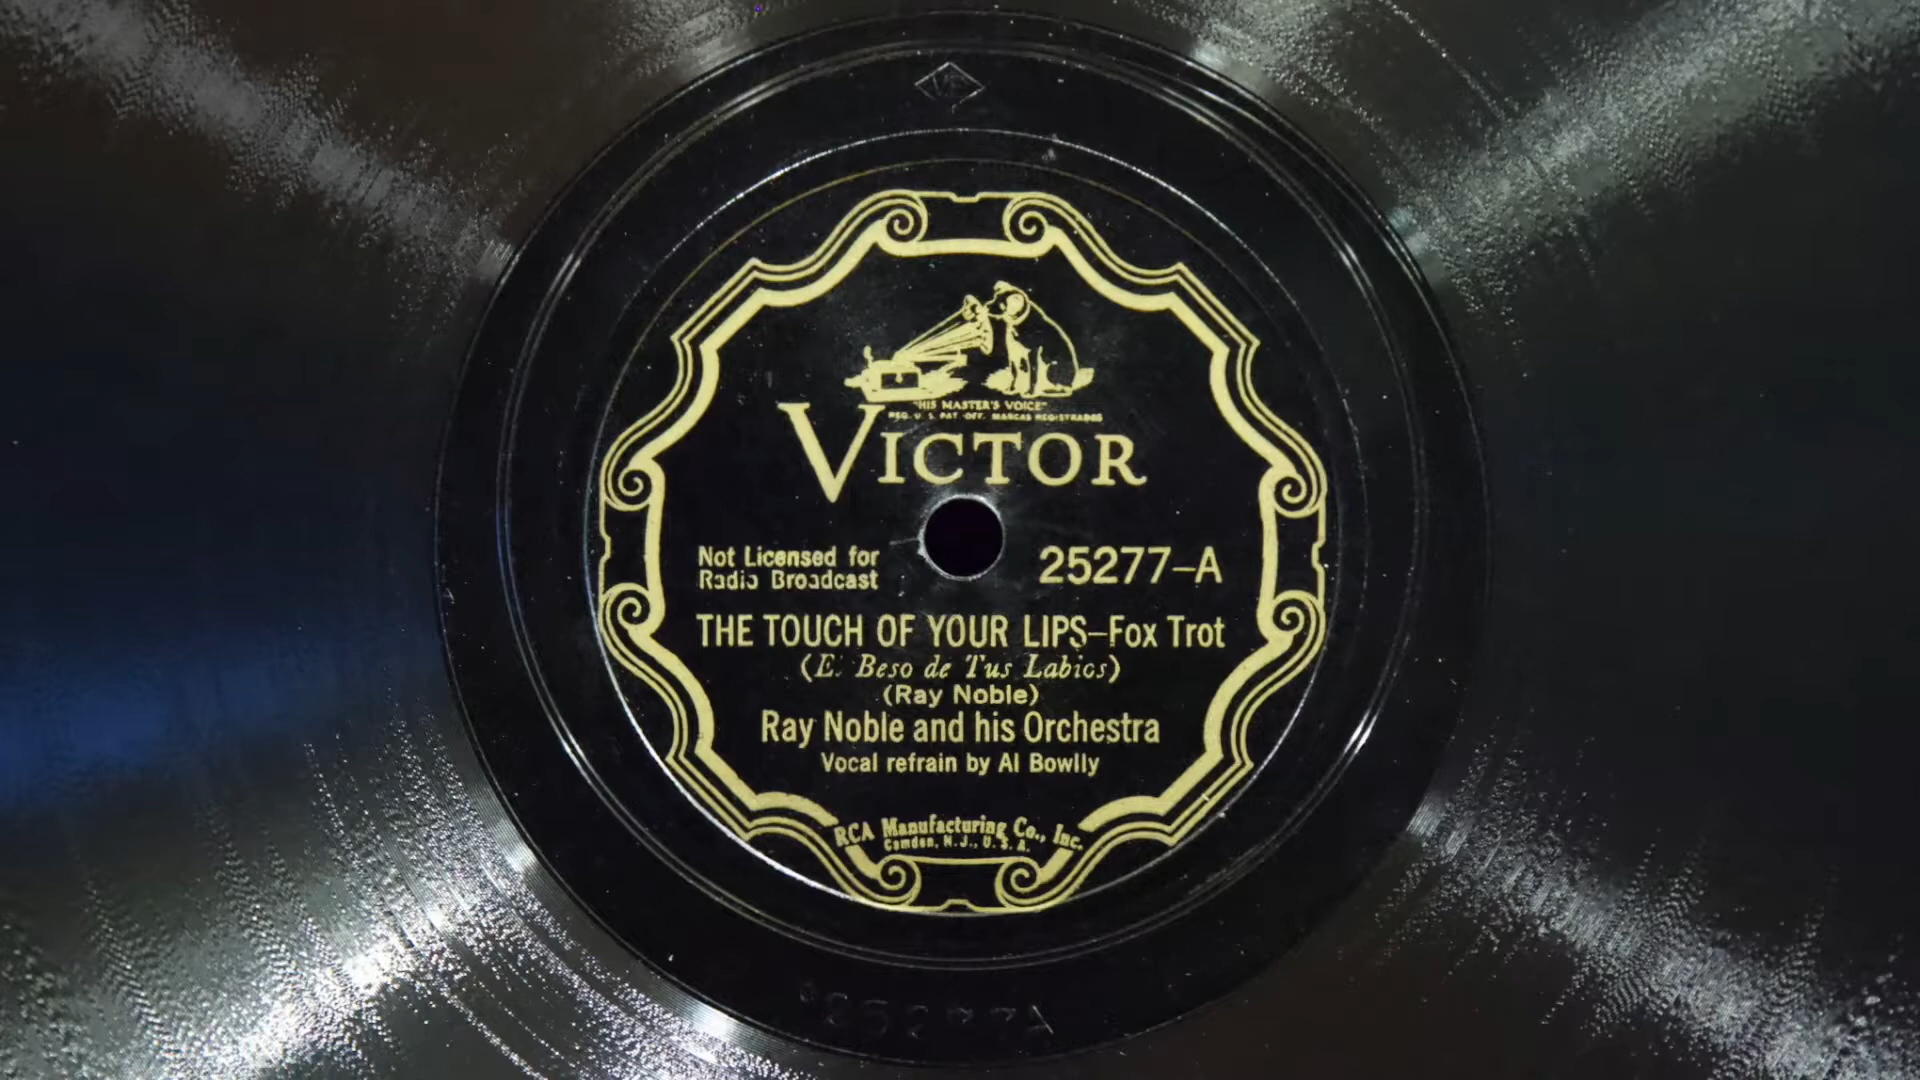 "HIS MASTER'S VOICE"
REG. U. S. PAT. OFF. MARCAS REGISTRADAS
VICTOR
Not Licensed for
Radio Broadcast
25277–A
THE TOUCH OF YOUR LIPS–Fox Trot
(El Beso de Tus Labios)
(Ray Noble)
Ray Noble and his Orchestra
Vocal refrain by Al Bowlly
RCA Manufacturing Co., Inc.
Camden, N.J., U.S.A.